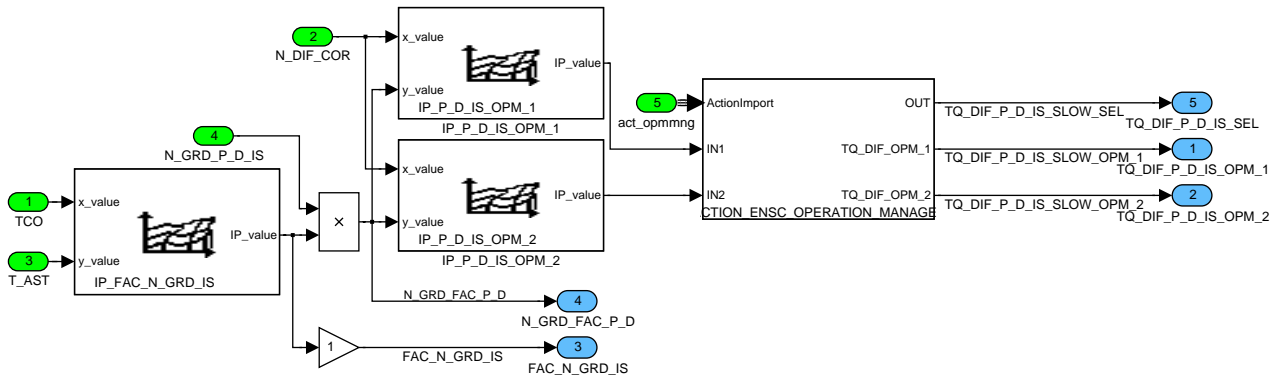 2
N_DIF_COR
x_value
y_value
IP_value
IP_P_D_IS_OPM_1
IP_P_D_IS_OPM_1
5
act_opmmng
ActionImport
IN1
IN2
OUT
TQ_DIF_OPM_1
TQ_DIF_OPM_2
CTION_ENSC_OPERATION_MANAGE
TQ_DIF_P_D_IS_SLOW_SEL
5
TQ_DIF_P_D_IS_SEL
TQ_DIF_P_D_IS_SLOW_OPM_1
1
TQ_DIF_P_D_IS_OPM_1
TQ_DIF_P_D_IS_SLOW_OPM_2
2
TQ_DIF_P_D_IS_OPM_2
4
N_GRD_P_D_IS
x_value
y_value
IP_value
IP_P_D_IS_OPM_2
IP_P_D_IS_OPM_2
1
TCO
3
T_AST
x_value
y_value
IP_value
IP_FAC_N_GRD_IS
×
N_GRD_FAC_P_D
4
N_GRD_FAC_P_D
1
FAC_N_GRD_IS
3
FAC_N_GRD_IS